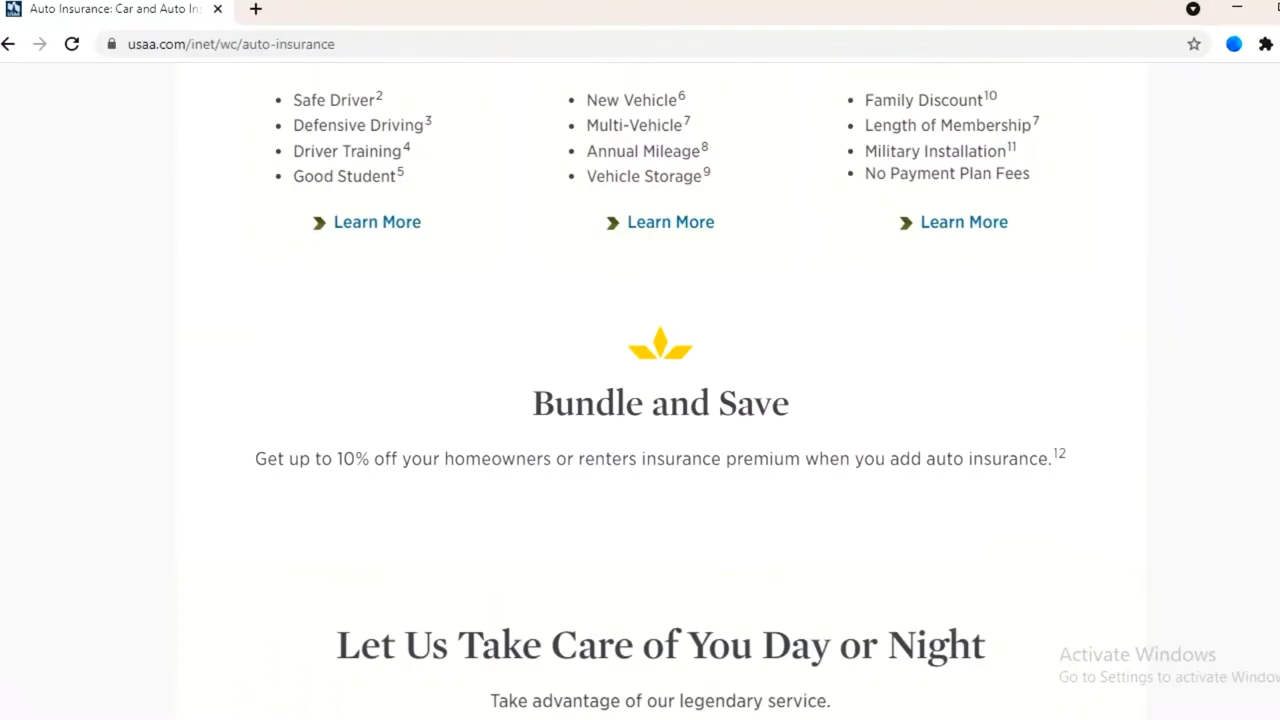 Auto Insurance: Car and Auto In
usaa.com/inet/wc/auto-insurance
Safe Driver2
Defensive Driving3
Driver Training4
Good Student5
Learn More
New Vehicle6
Multi-Vehicle7
Annual Mileage8
Vehicle Storage9
Learn More
Family Discount10
Length of Membership7
Military Installation11
No Payment Plan Fees
Learn More
Bundle and Save
Get up to 10% off your homeowners or renters insurance premium when you add auto insurance.12
Let Us Take Care of You Day or Night
Take advantage of our legendary service.
Activate Windows
Go to Settings to activate Window